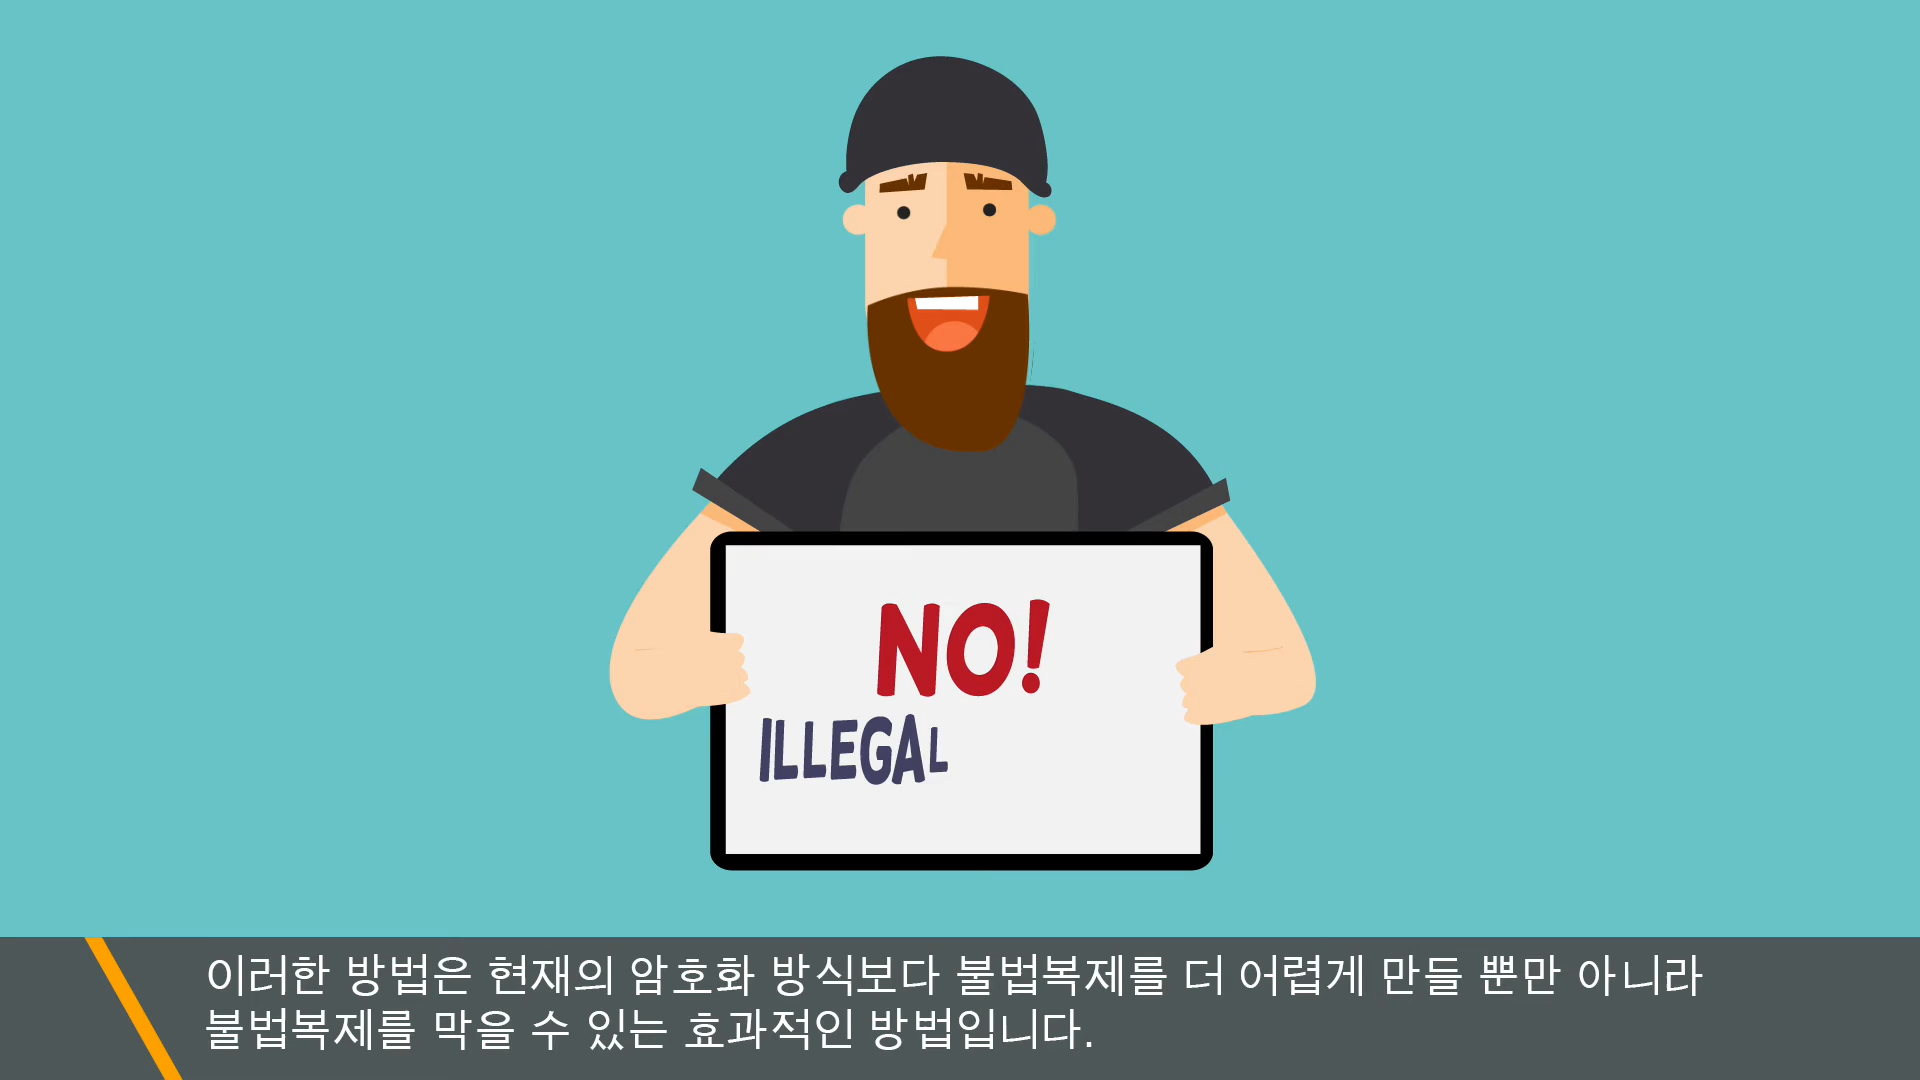 NO!
ILLEGAL
이러한 방법은 현재의 암호화 방식보다 불법복제를 더 어렵게 만들 뿐만 아니라
불법복제를 막을 수 있는 효과적인 방법입니다.